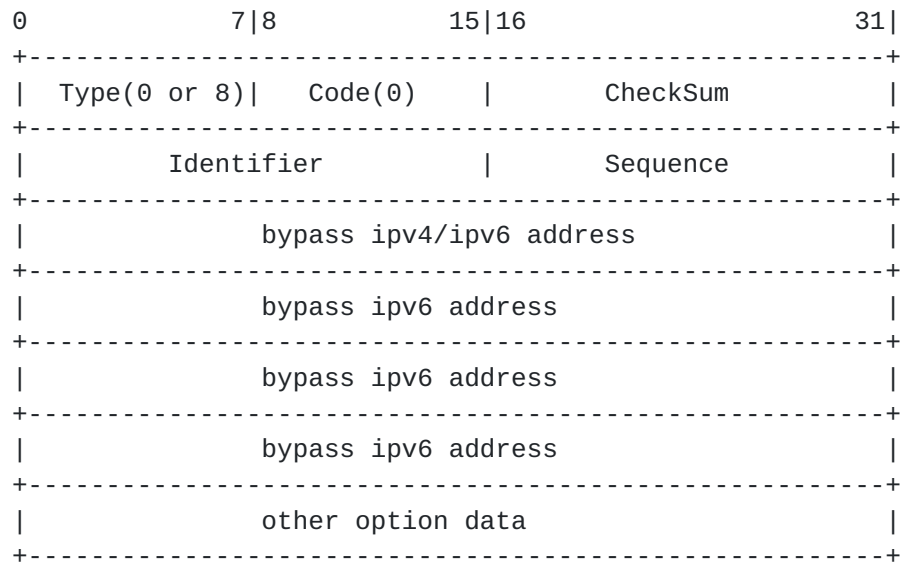 0             7|8           15|16                     31|
+-------------------------------------------------------+
|  Type(0 or 8)|   Code(0)    |       CheckSum          |
+-------------------------------------------------------+
|         Identifier          |       Sequence          |
+-------------------------------------------------------+
|               bypass ipv4/ipv6 address                |
+-------------------------------------------------------+
|               bypass ipv6 address                     |
+-------------------------------------------------------+
|               bypass ipv6 address                     |
+-------------------------------------------------------+
|               bypass ipv6 address                     |
+-------------------------------------------------------+
|               other option data                       |
+-------------------------------------------------------+